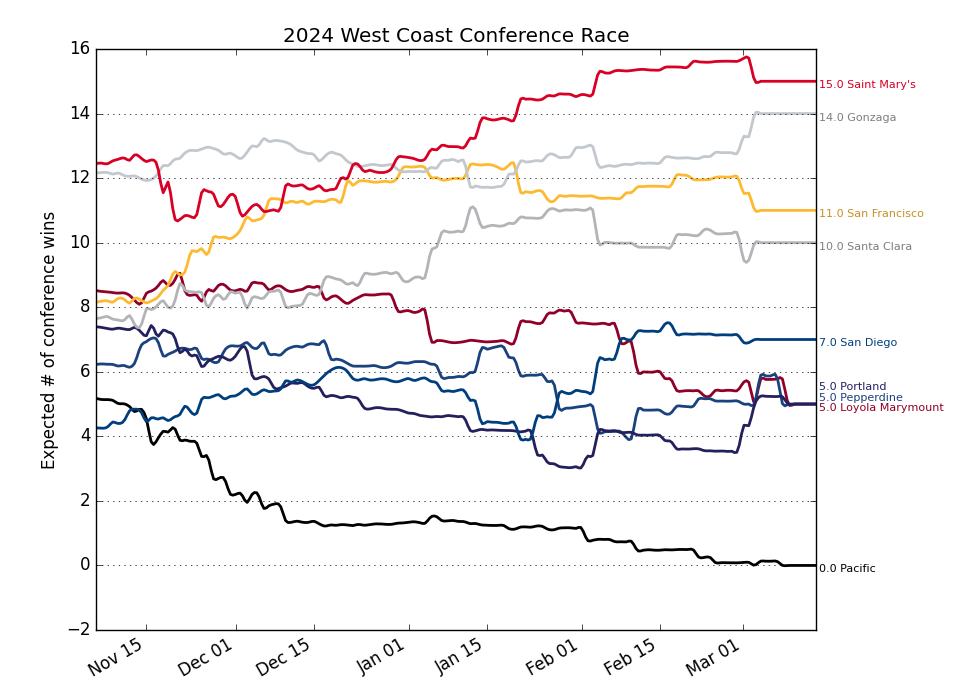 2024 West Coast Conference Race
Expected # of conference wins
16
14
12
10
8
6
4
2
0
−2
15.0 Saint Mary's
14.0 Gonzaga
11.0 San Francisco
10.0 Santa Clara
7.0 San Diego
5.0 Portland
5.0 Pepperdine
5.0 Loyola Marymount
0.0 Pacific
Nov 15
Dec 01
Dec 15
Jan 01
Jan 15
Feb 01
Feb 15
Mar 01